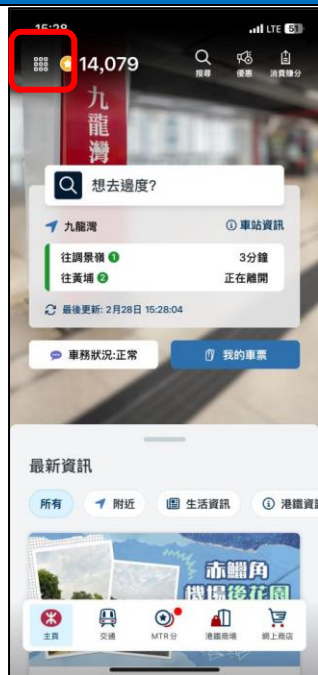 15:28
LTE 51
14,079
搜尋 優惠 消費賺分
九龍灣
想去邊度?
九龍灣 車站資訊
往調景嶺 1 3分鐘
往黃埔 2 正在離開
最後更新: 2月28日 15:28:04
車務狀況:正常 我的車票
最新資訊
所有 附近 生活資訊 港鐵資
赤鱲角
機場後花園
主頁 交通 MTR分 港鐵商場 網上商店